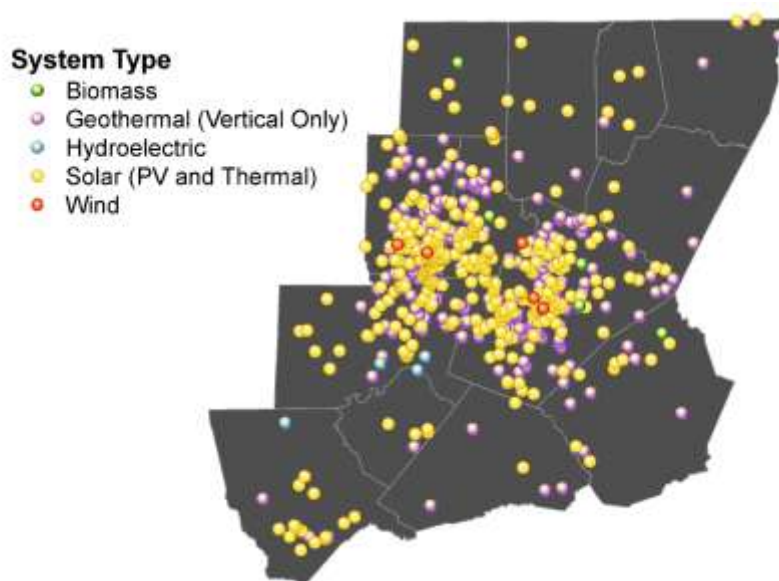 System Type
Biomass
Geothermal (Vertical Only)
Hydroelectric
Solar (PV and Thermal)
Wind